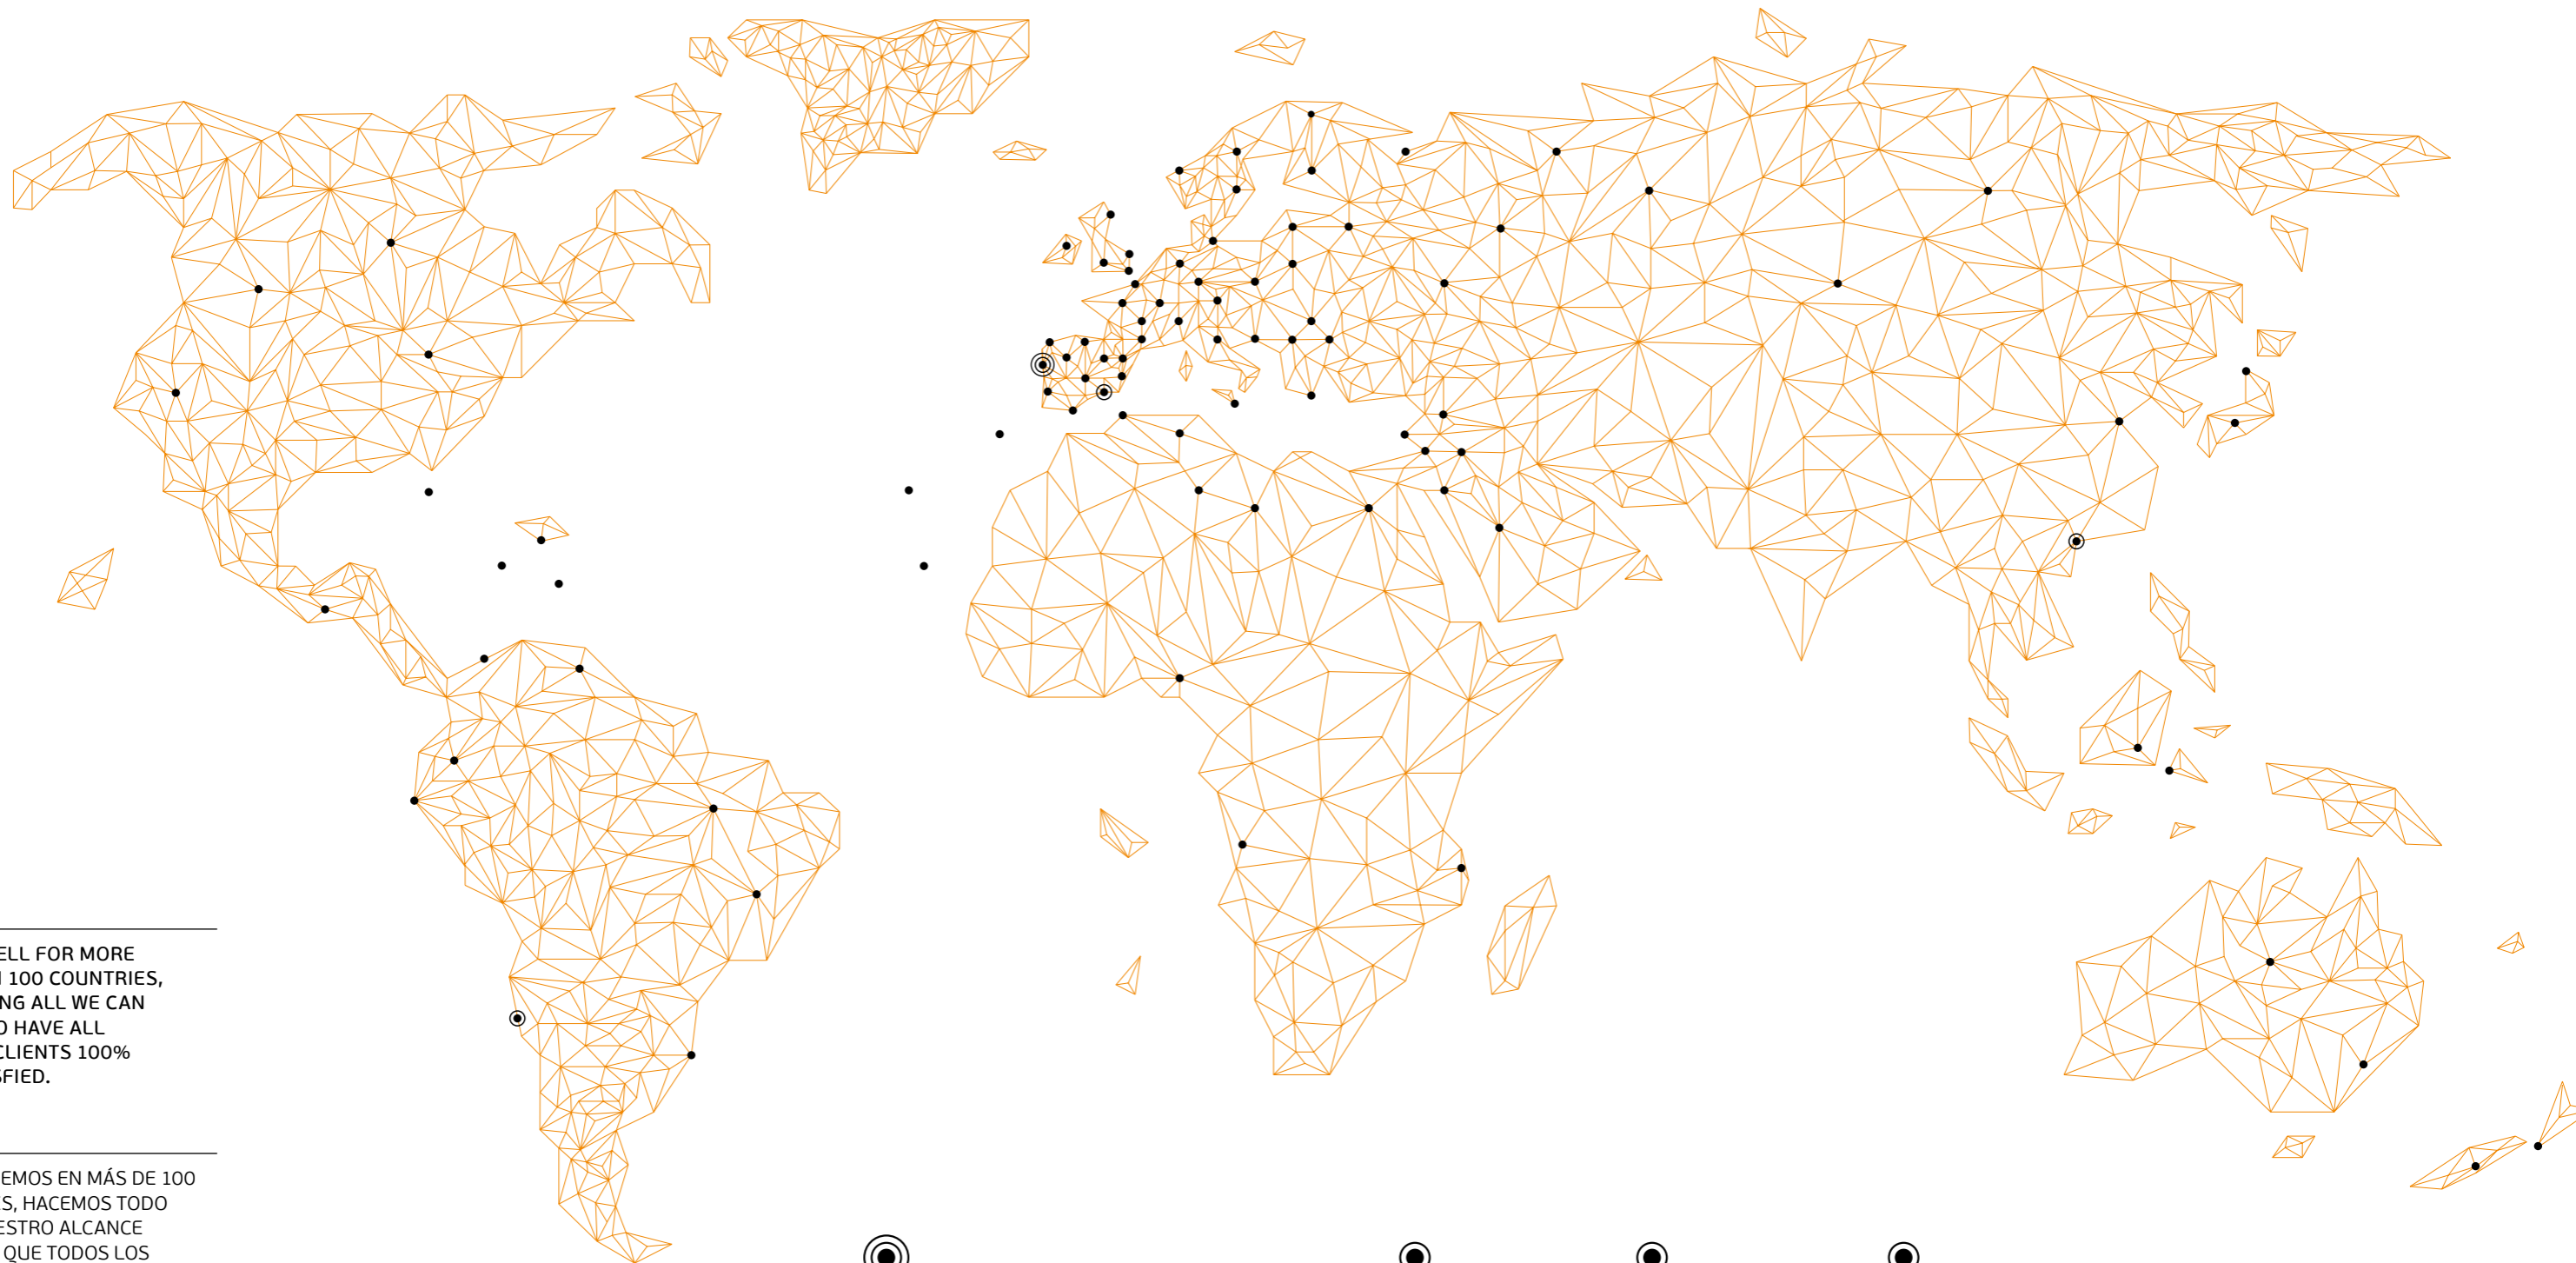 ELL FOR MORE
100 COUNTRIES,
NG ALL WE CAN
O HAVE ALL
CLIENTS 100%
SFIED.
EMOS EN MÁS DE 100
ES, HACEMOS TODO
ESTRO ALCANCE
QUE TODOS LOS